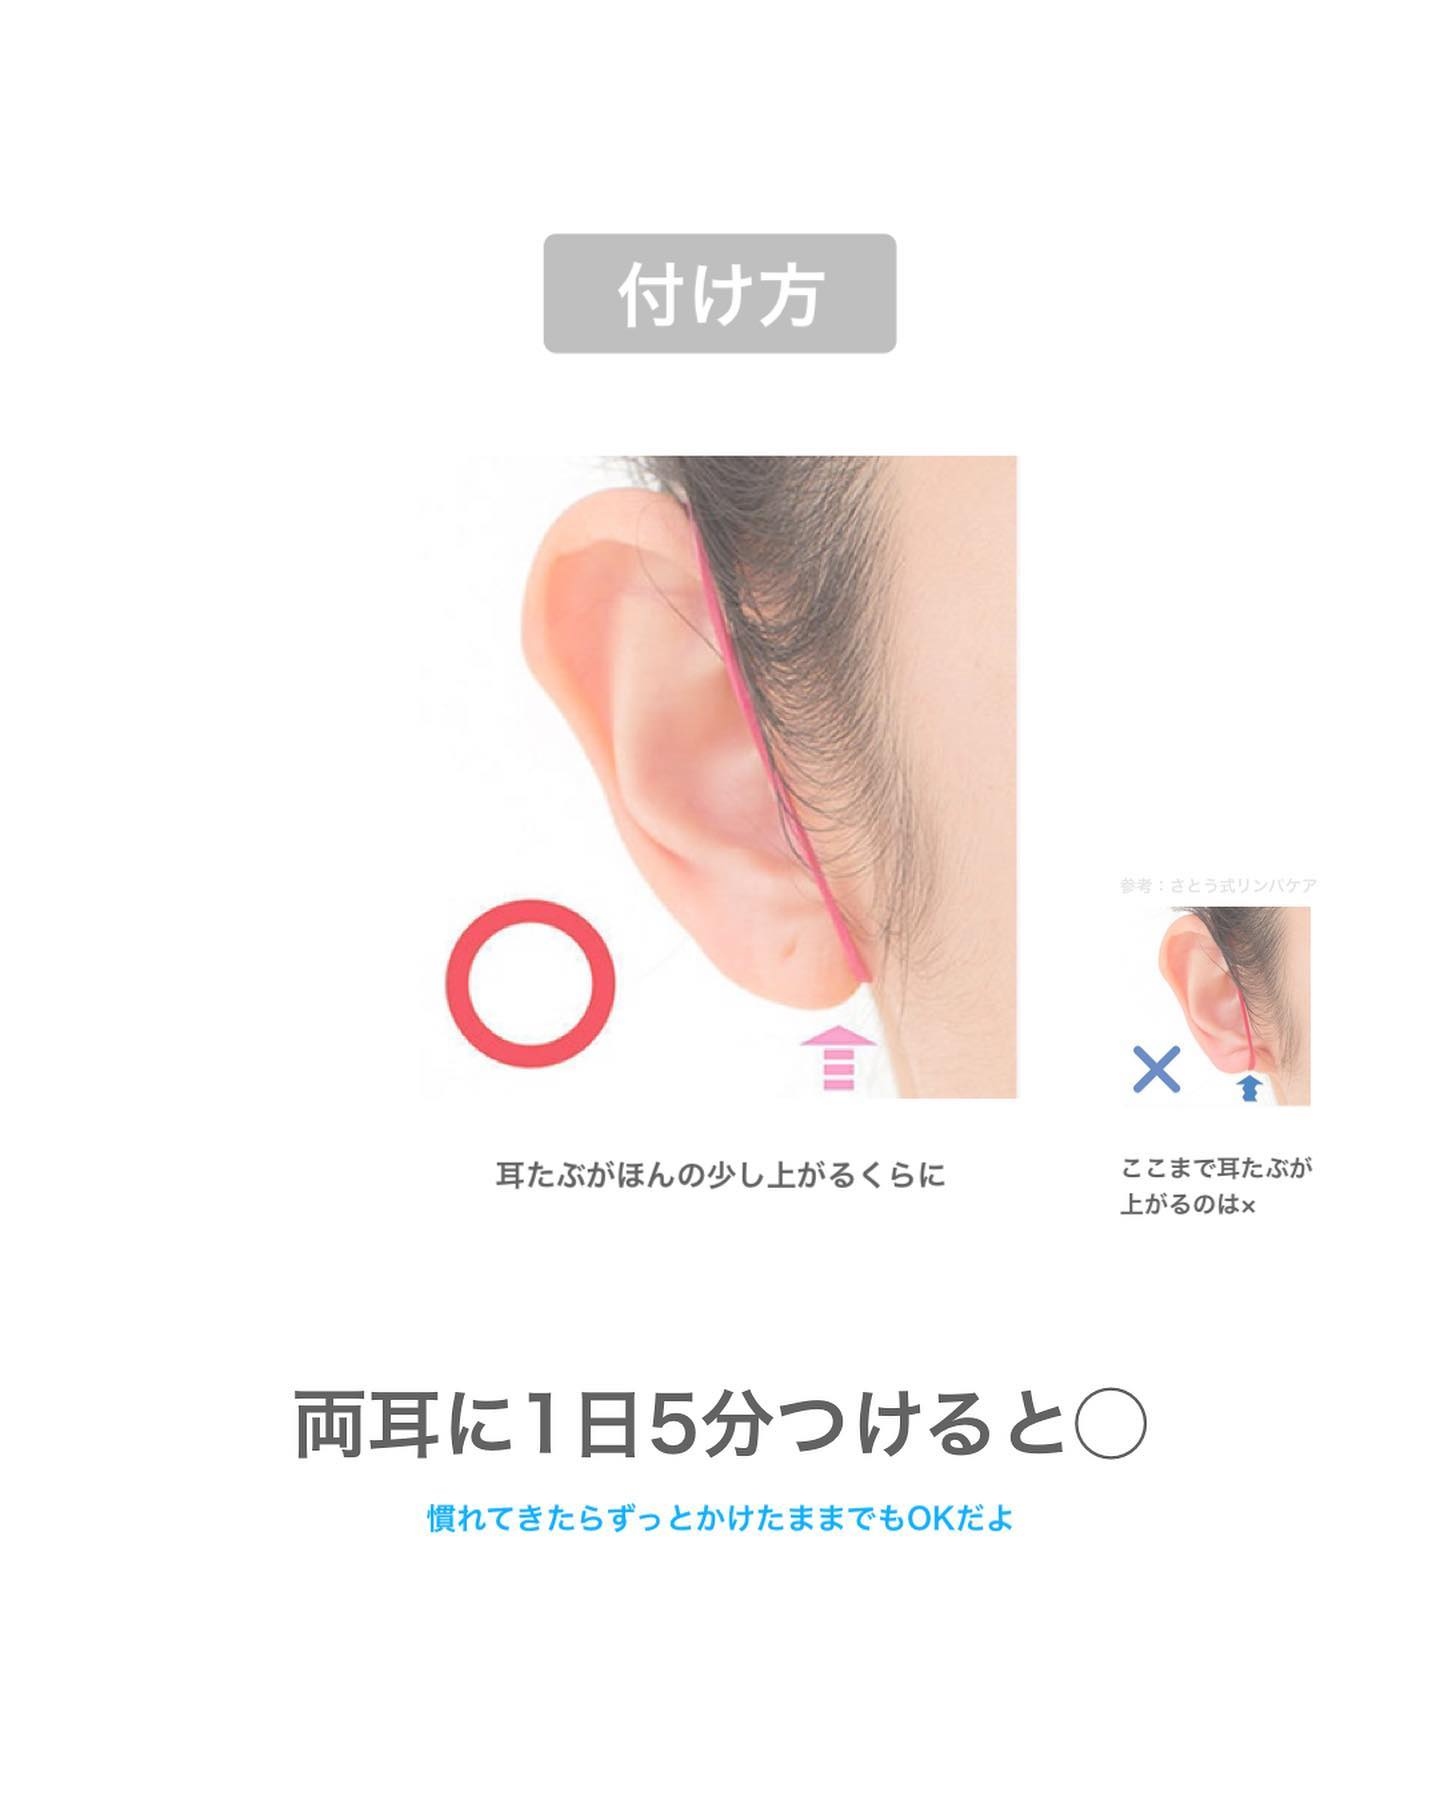 付け方
参考：さとう式リンパケア
耳たぶがほんの少し上がるくらに
ここまで耳たぶが
上がるのは×
両耳に1日5分つけると◯
慣れてきたらずっとかけたままでもOKだよ